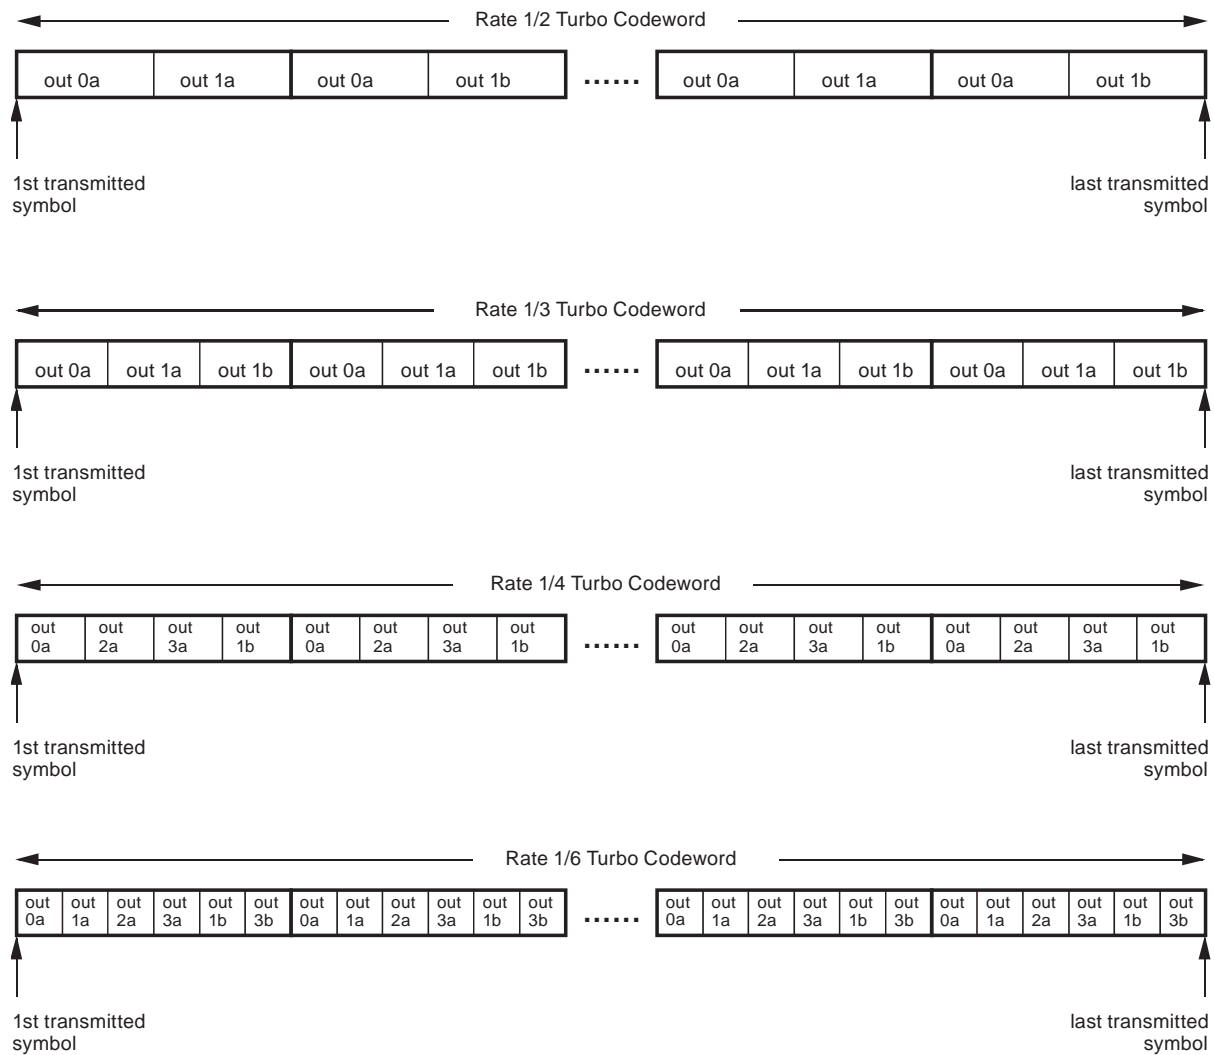 Rate 1/2 Turbo Codeword
out 0a out 1a out 0a out 1b ...... out 0a out 1a out 0a out 1b
1st transmitted
symbol
last transmitted
symbol
Rate 1/3 Turbo Codeword
out 0a out 1a out 1b out 0a out 1a out 1b ...... out 0a out 1a out 1b out 0a out 1a out 1b
1st transmitted
symbol
last transmitted
symbol
Rate 1/4 Turbo Codeword
out out out out out out out out ...... out out out out out out out out
0a 2a 3a 1b 0a 2a 3a 1b 0a 2a 3a 1b 0a 2a 3a 1b
1st transmitted
symbol
last transmitted
symbol
Rate 1/6 Turbo Codeword
out out out out out out out out out out out out ...... out out out out out out out out out out out out
0a 1a 2a 3a 1b 3b 0a 1a 2a 3a 1b 3b 0a 1a 2a 3a 1b 3b 0a 1a 2a 3a 1b 3b
1st transmitted
symbol
last transmitted
symbol